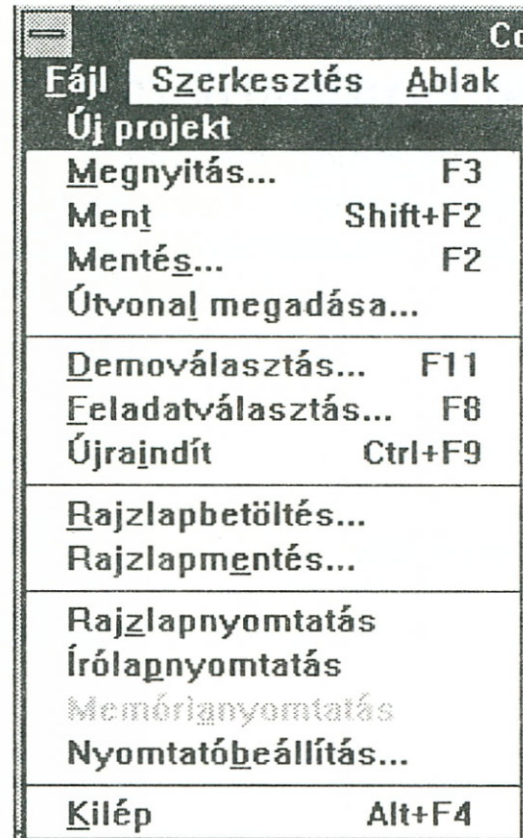 Co
Fájl Szerkesztés Ablak
Új projekt
Megnyitás... F3
Ment Shift+F2
Mentés... F2
Útvonal megadása...
Demoválasztás... F11
Feladatválasztás... F8
Újraindít Ctrl+F9
Rajzlapbetöltés...
Rajzlapmentés...
Rajzlapnyomtatás
Írólapnyomtatás
Memórianyomtatás
Nyomtatóbeállítás...
Kilép Alt+F4